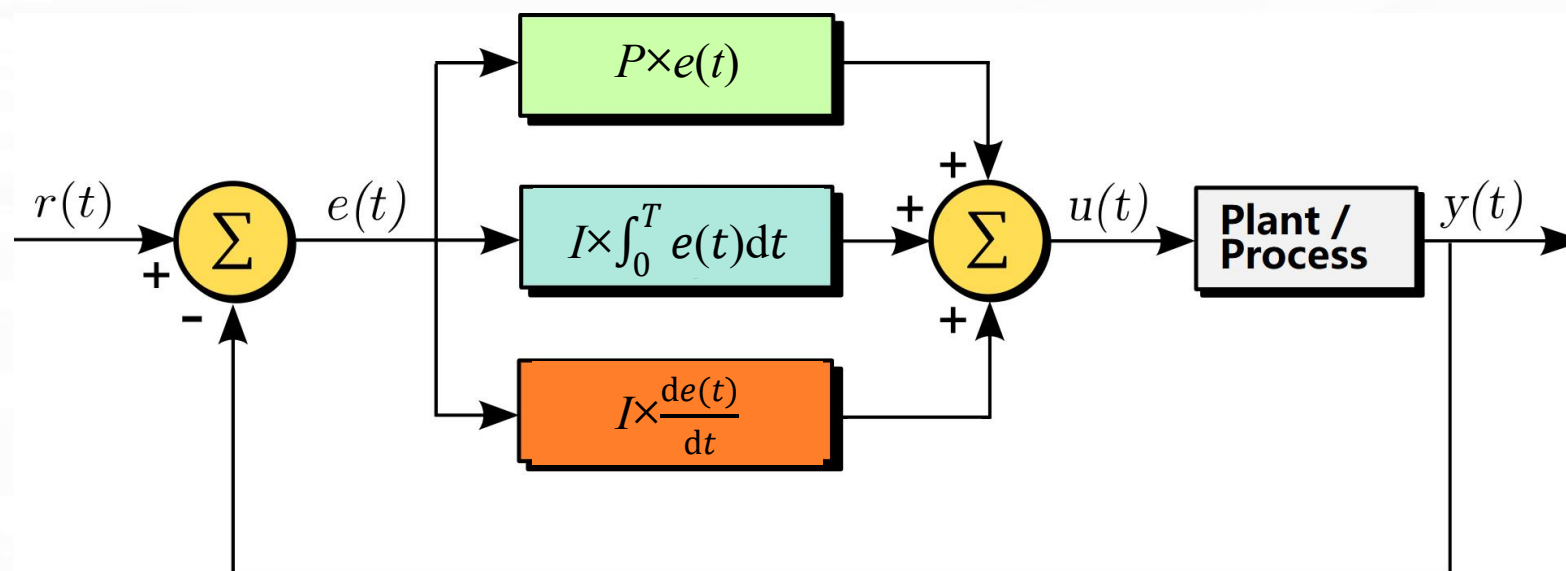 P×e(t)
+
r(t)
Σ
e(t)
I×∫₀ᵀ e(t)dt
+
Σ
u(t)
Plant /
Process
y(t)
+
-
+
I×de(t)/dt